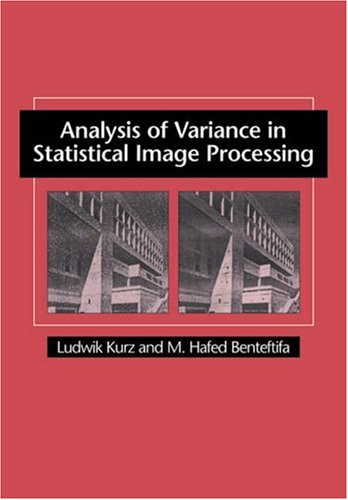 Analysis of Variance in
Statistical Image Processing
Ludwik Kurz and M. Hafed Benteftifa